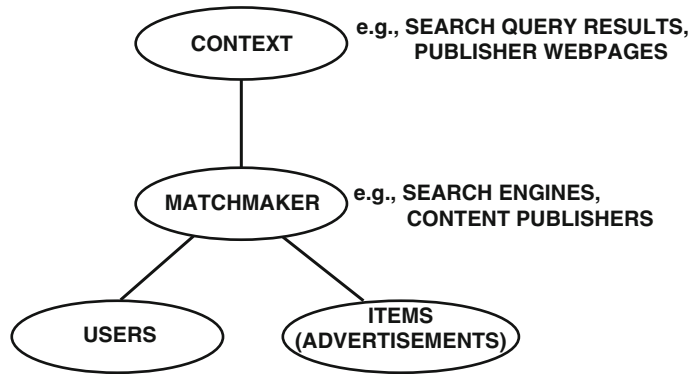 CONTEXT
e.g., SEARCH QUERY RESULTS,
PUBLISHER WEBPAGES
MATCHMAKER
e.g., SEARCH ENGINES,
CONTENT PUBLISHERS
USERS
ITEMS
(ADVERTISEMENTS)